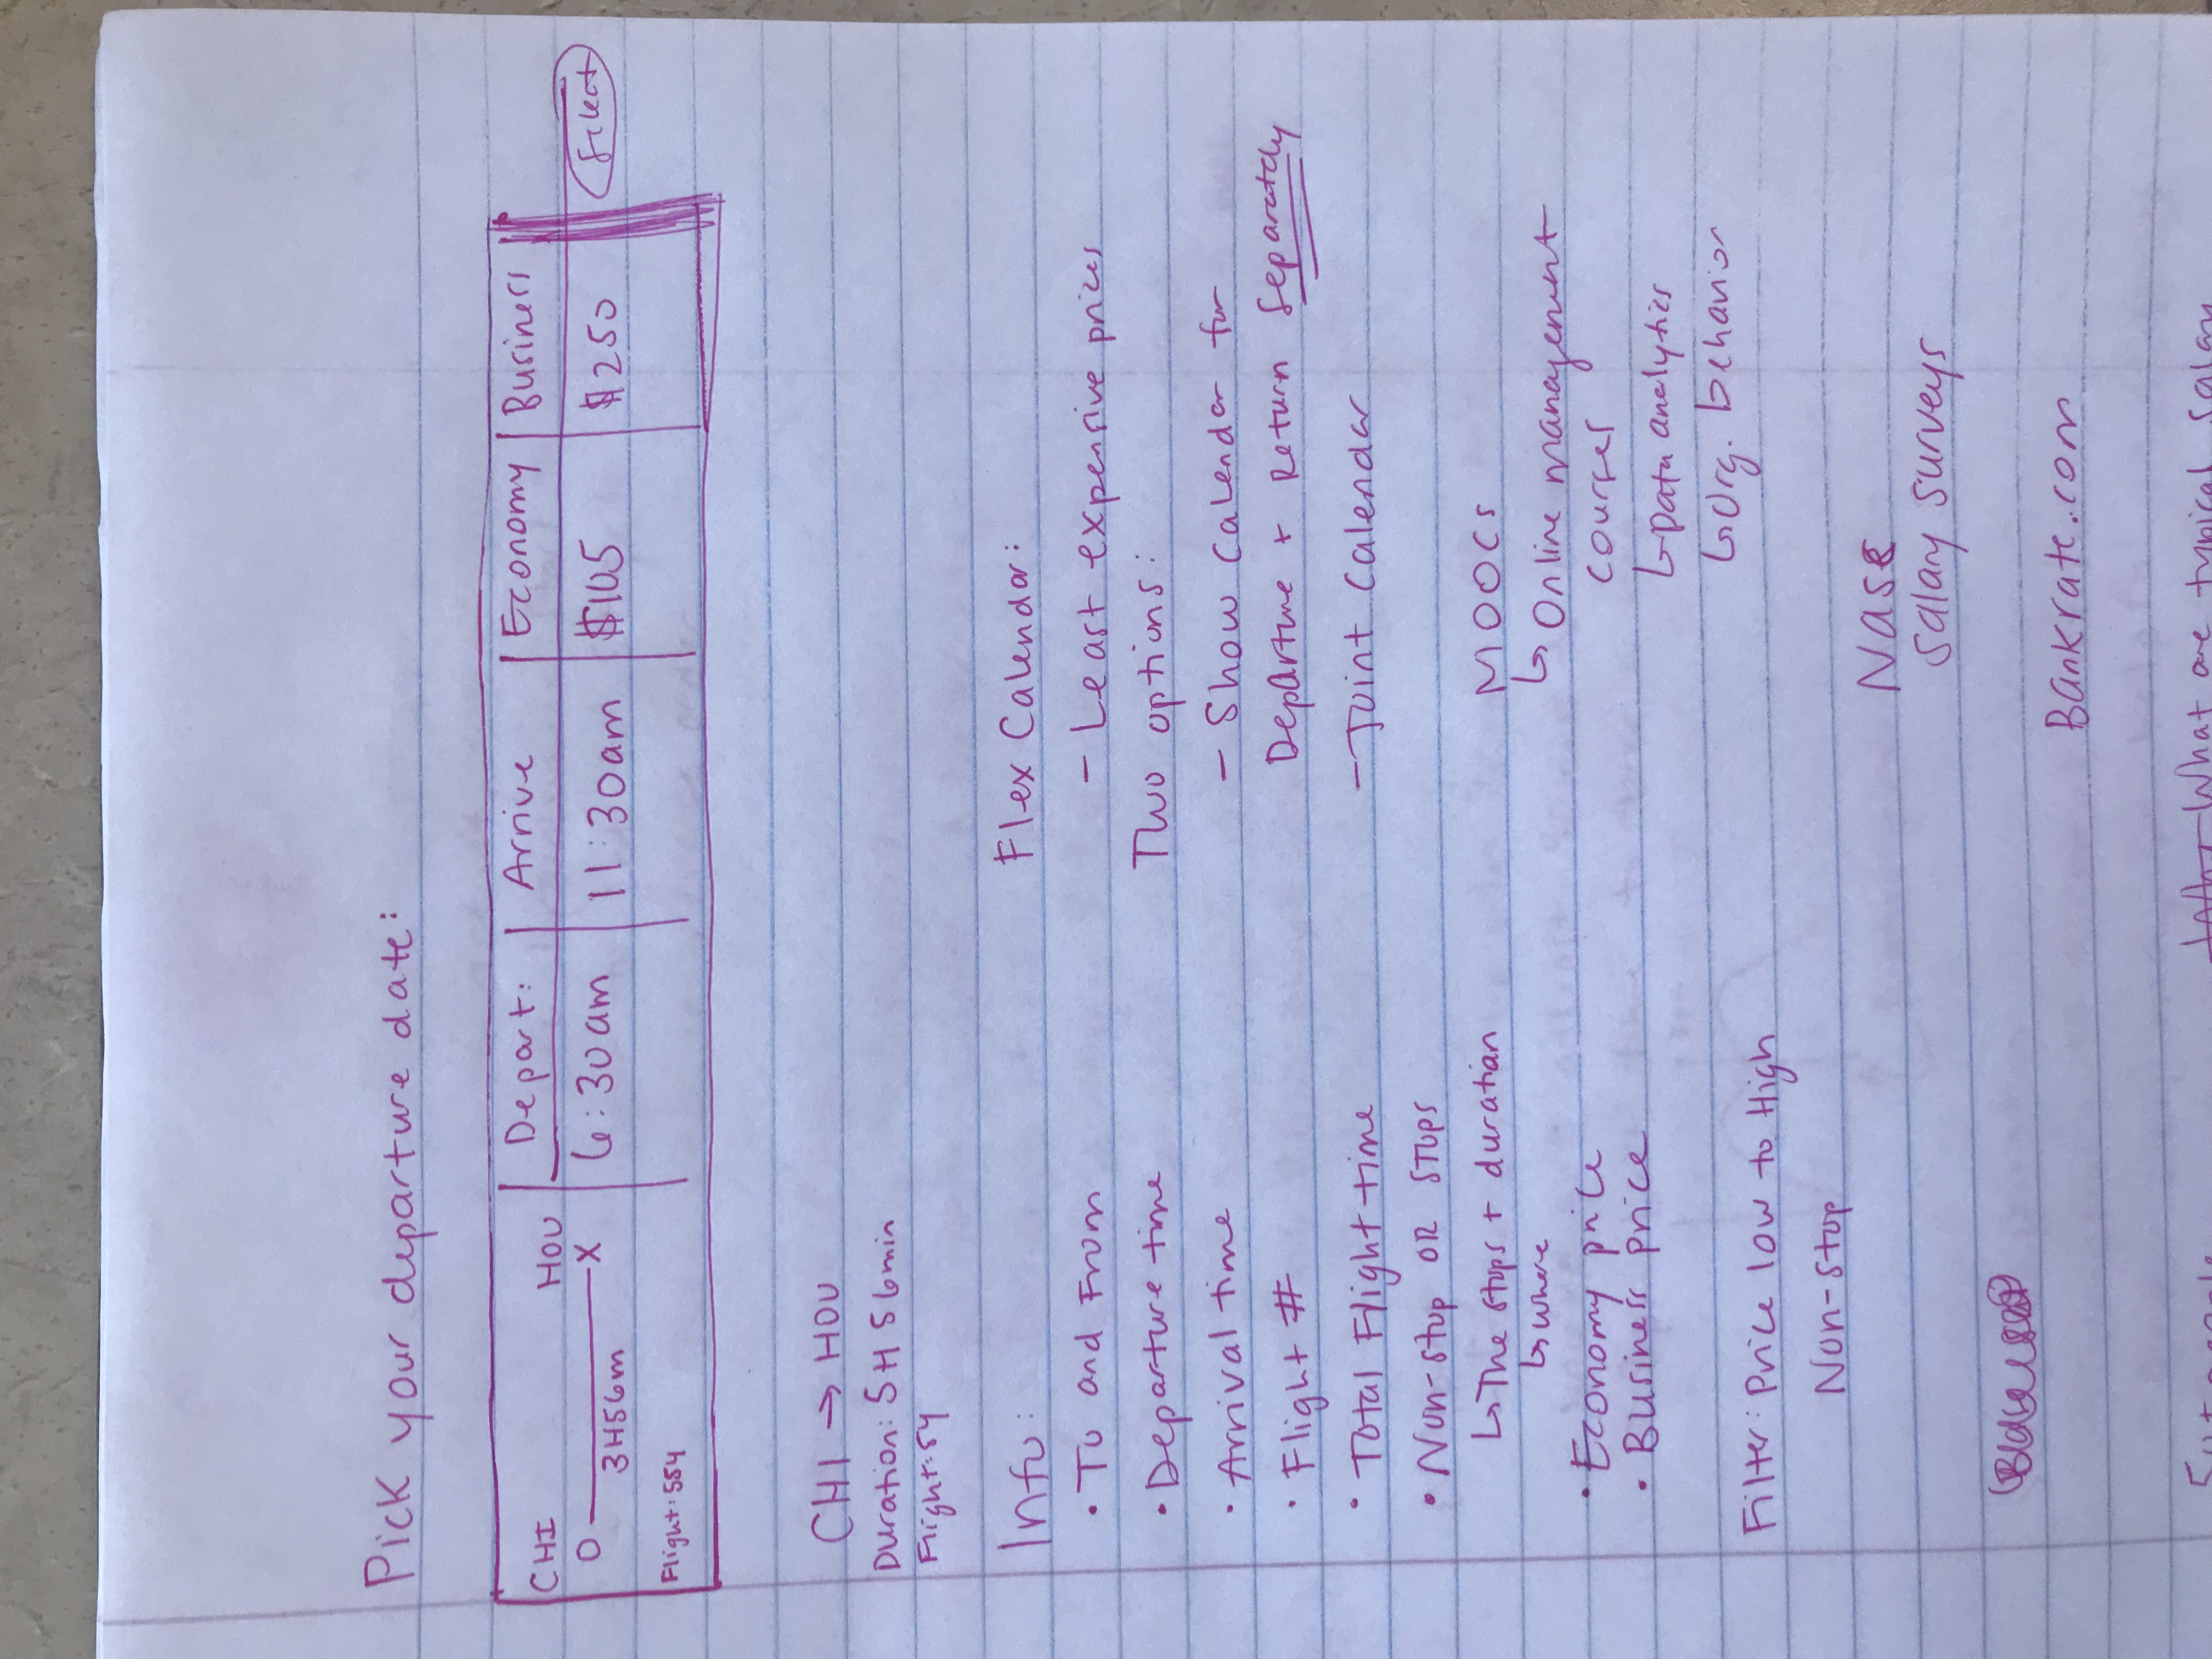 Pick your departure date:
CHI HOU Depart: Arrive Economy Business
O X 6:30am 11:30am $105 $250 Select
3H56m
Flight: 554
CHI → HOU
Duration: 5H 56min
Flight: 54
Info:
• To and From
• Departure time
• Arrival time
• Flight #
• Total Flight time
• Non-stop OR stops
↳ The stops + duration
↳ where
• Economy price
• Business price
Filter: Price low to High
Non-stop
Flex Calendar:
- Least expensive prices
Two options:
- Show calendar for
Departure + Return Separately
- Joint calendar
MOOCs
↳ Online management
courses
↳ Data analytics
↳ Org. behavior
Salary surveys
Bankrate.com
What are typical salary